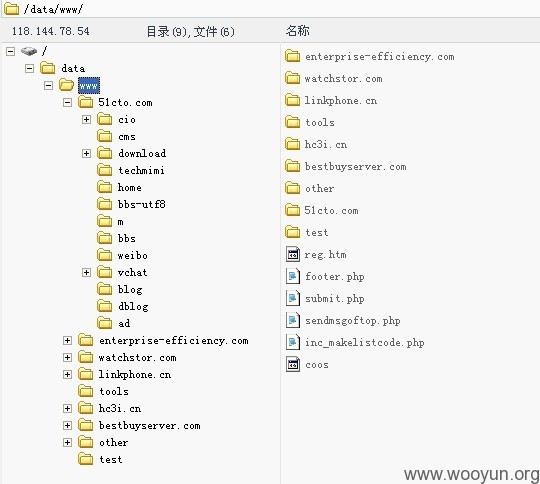 /data/www/
118.144.78.54 目录(9),文件(6) 名称
/
data
www
51cto.com
cio
cms
download
techmimi
home
bbs-utf8
m
bbs
weibo
vchat
blog
dblog
ad
enterprise-efficiency.com
watchstor.com
linkphone.cn
tools
hc3i.cn
bestbuyserver.com
other
test
enterprise-efficiency.com
watchstor.com
linkphone.cn
tools
hc3i.cn
bestbuyserver.com
other
51cto.com
test
reg.htm
footer.php
submit.php
sendmsgoftop.php
inc_makelistcode.php
coos
www.wooyun.org